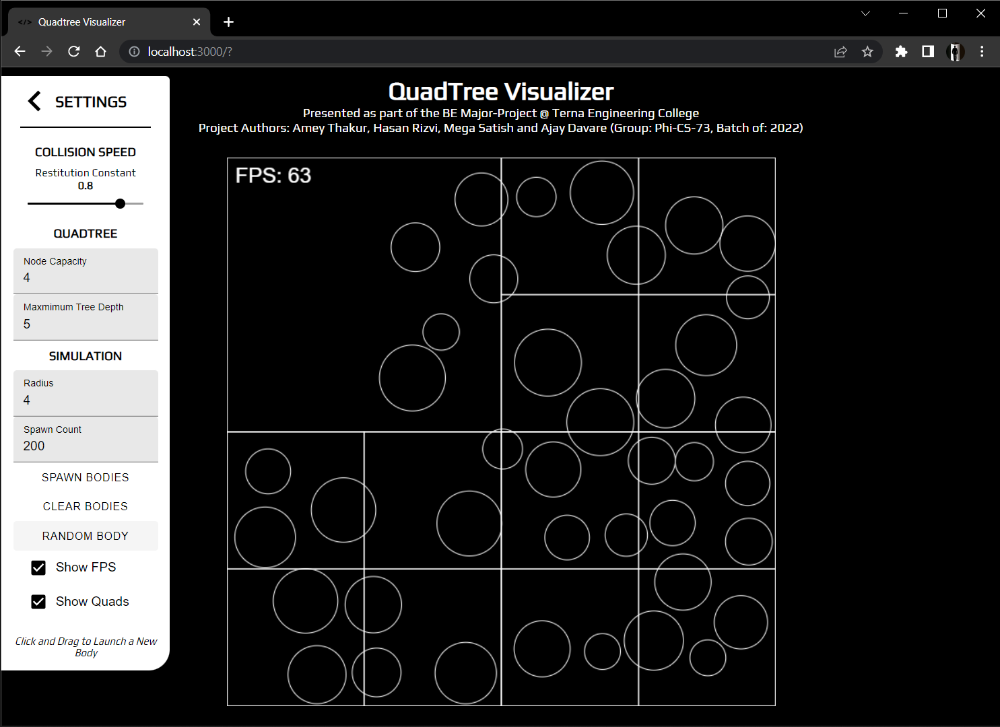 Quadtree Visualizer
localhost:3000/?
SETTINGS
COLLISION SPEED
Restitution Constant
0.8
QUADTREE
Node Capacity
4
Maxmimum Tree Depth
5
SIMULATION
Radius
4
Spawn Count
200
SPAWN BODIES
CLEAR BODIES
RANDOM BODY
Show FPS
Show Quads
Click and Drag to Launch a New
Body
QuadTree Visualizer
Presented as part of the BE Major-Project @ Terna Engineering College
Project Authors: Amey Thakur, Hasan Rizvi, Mega Satish and Ajay Davare (Group: Phi-CS-73, Batch of: 2022)
FPS: 63